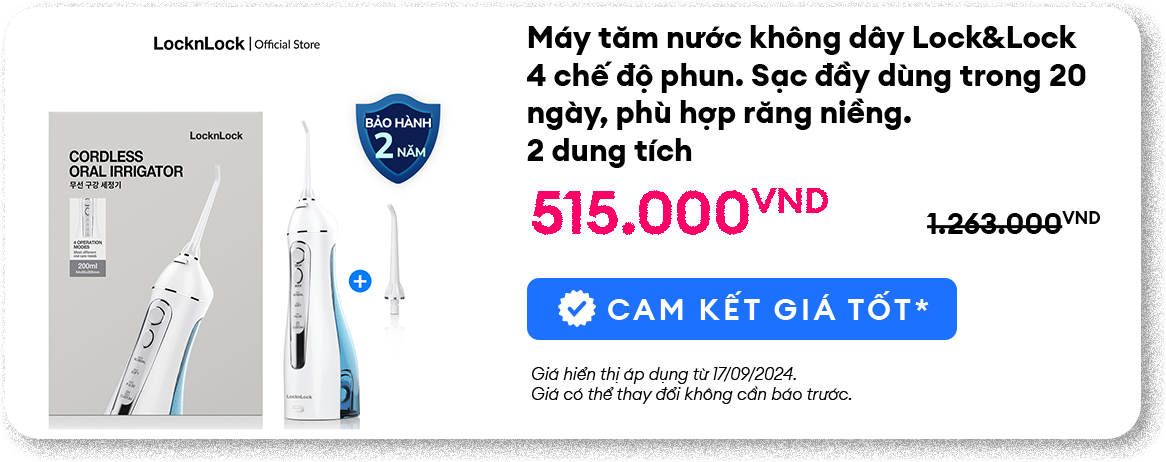 LocknLock | Official Store
BẢO HÀNH
2 NĂM
LocknLock
CORDLESS
ORAL IRRIGATOR
무선 구강 세정기
4 OPERATION
MODES
200ml
LocknLock
Máy tăm nước không dây Lock&Lock
4 chế độ phun. Sạc đầy dùng trong 20
ngày, phù hợp răng niềng.
2 dung tích
515.000VND
1.263.000VND
CAM KẾT GIÁ TỐT*
Giá hiển thị áp dụng từ 17/09/2024.
Giá có thể thay đổi không cần báo trước.